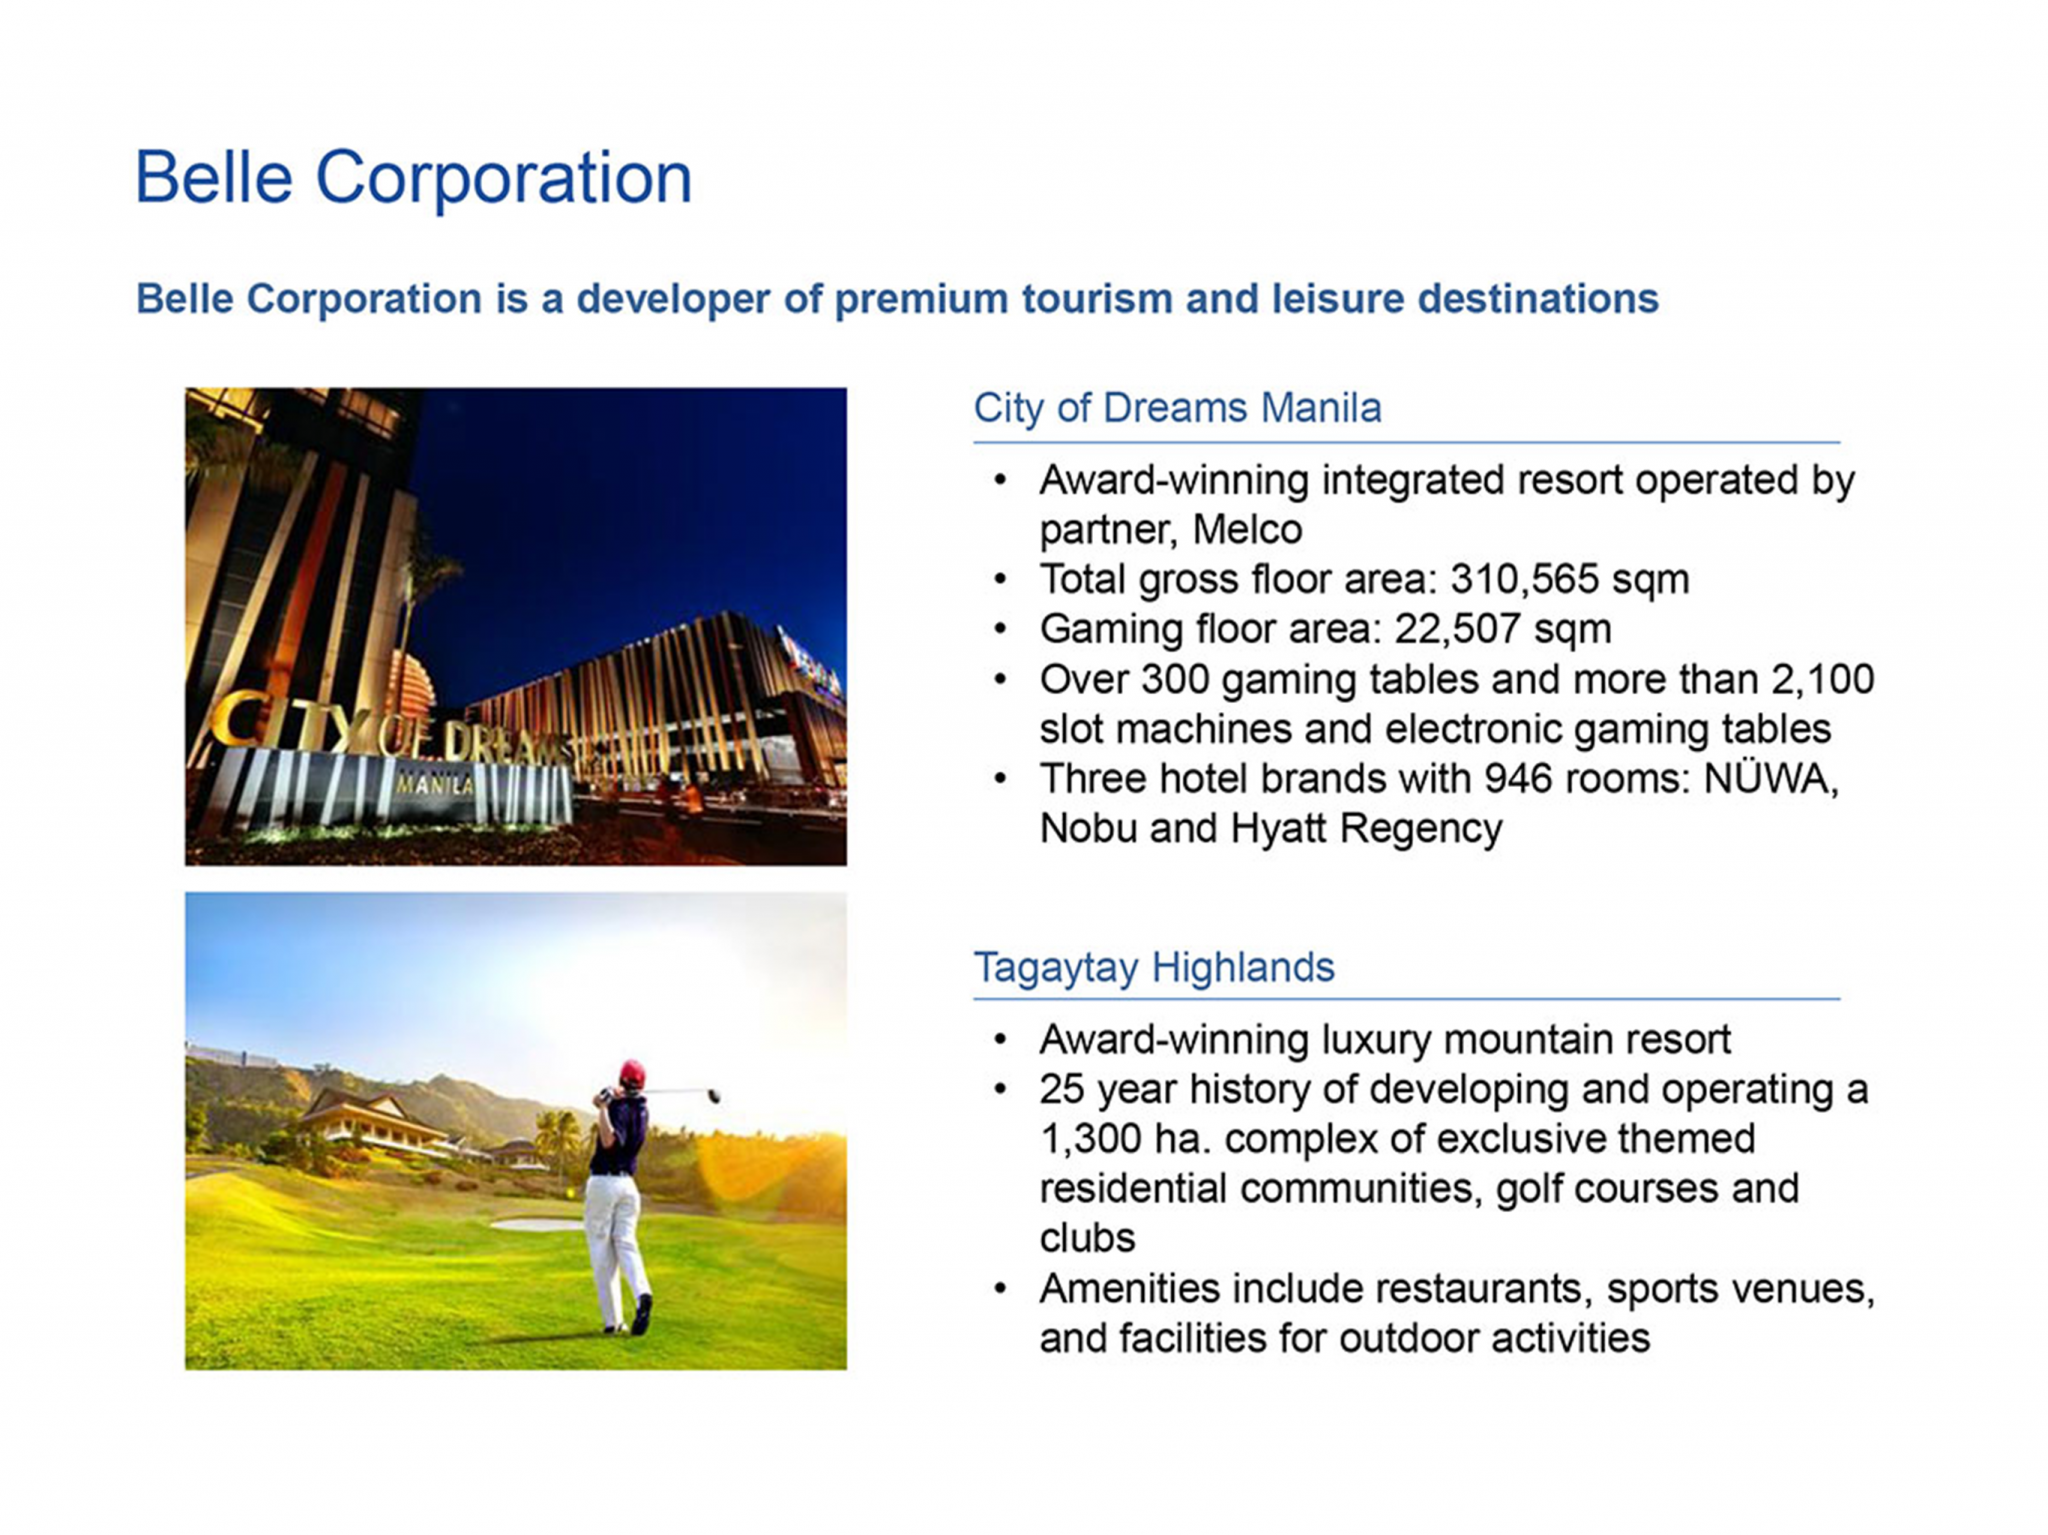 Belle Corporation
Belle Corporation is a developer of premium tourism and leisure destinations
CITY OF DREAMS
MANILA
City of Dreams Manila
• Award-winning integrated resort operated by
partner, Melco
• Total gross floor area: 310,565 sqm
• Gaming floor area: 22,507 sqm
• Over 300 gaming tables and more than 2,100
slot machines and electronic gaming tables
• Three hotel brands with 946 rooms: NÜWA,
Nobu and Hyatt Regency
Tagaytay Highlands
• Award-winning luxury mountain resort
• 25 year history of developing and operating a
1,300 ha. complex of exclusive themed
residential communities, golf courses and
clubs
• Amenities include restaurants, sports venues,
and facilities for outdoor activities